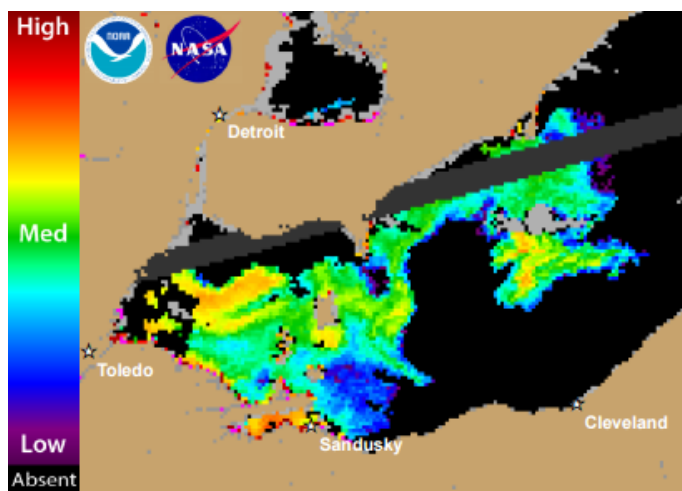 High
NOAA
NASA
Detroit
Med
Toledo
Cleveland
Low
Sandusky
Absent